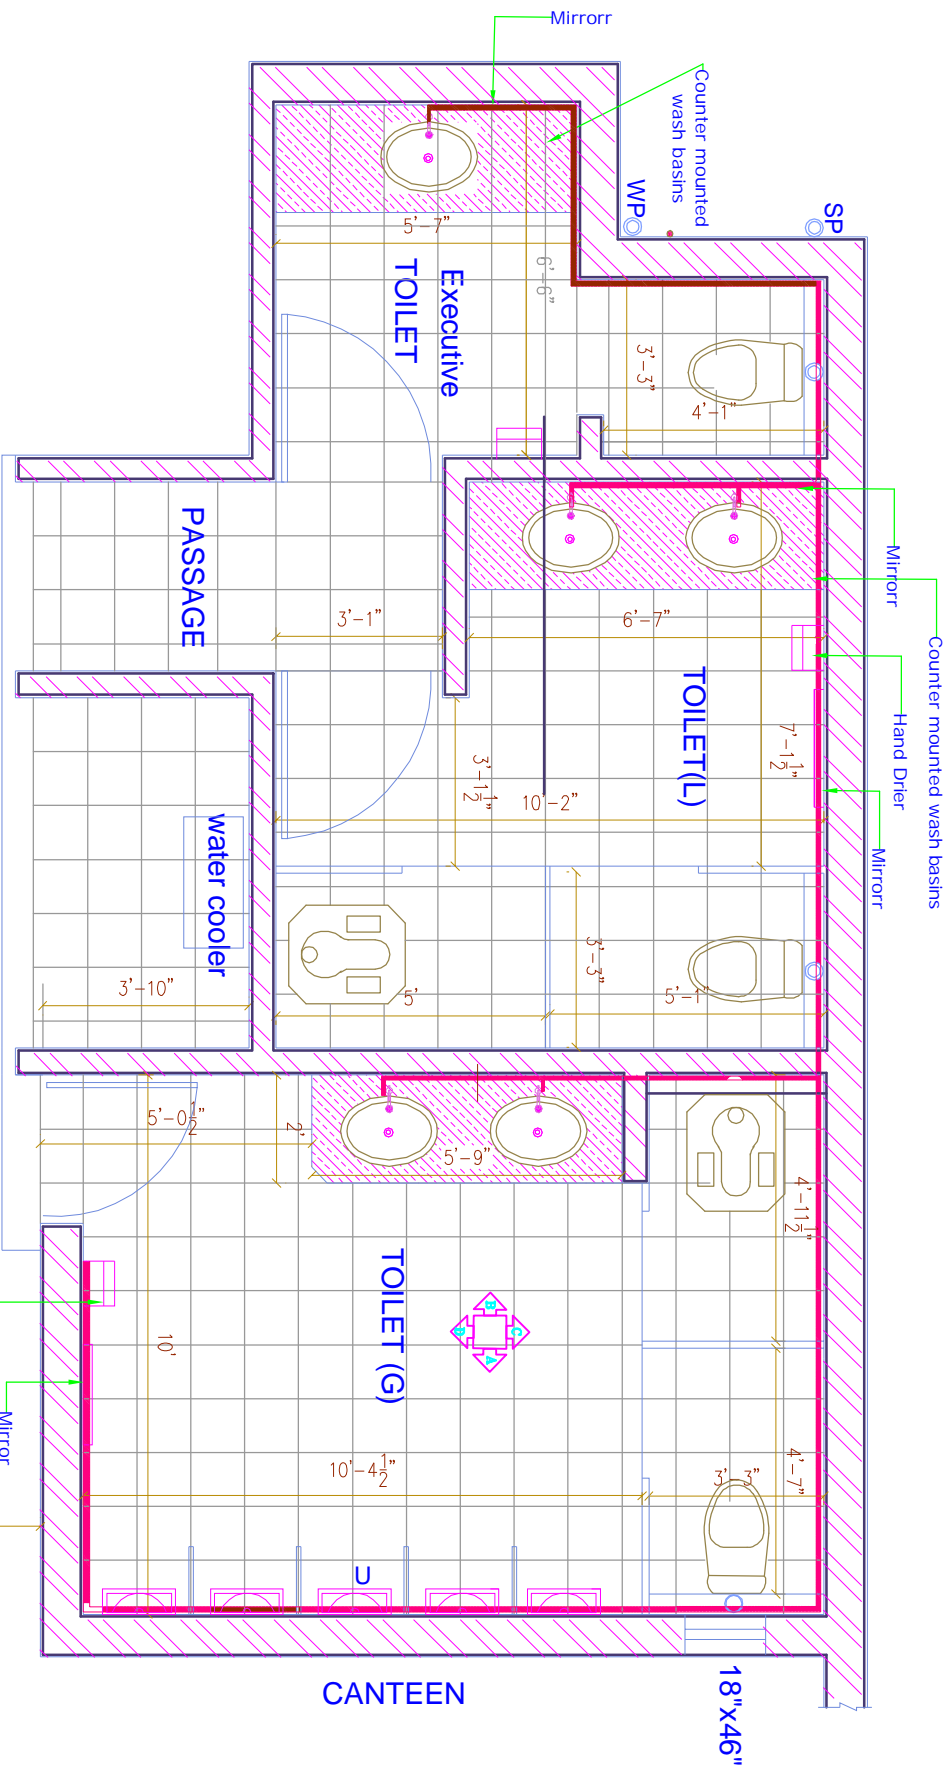 Mirrorr
Counter mounted
wash basins
WP
SP
5'-7"
6'-6"
Executive
TOILET
3'-3"
4'-1"
Mirrorr
Counter mounted wash basins
Hand Drier
Mirrorr
PASSAGE
3'-1"
6'-7"
TOILET(L)
7'-1½"
3'-1½"
10'-2"
water cooler
3'-10"
5'
3'-3"
5'-1"
5'-0½"
2'
5'-9"
4'-11½"
TOILET (G)
B
C
D
A
10'
10'-4½"
3'-3"
4'-7"
Mirror
U
CANTEEN
18"x46"